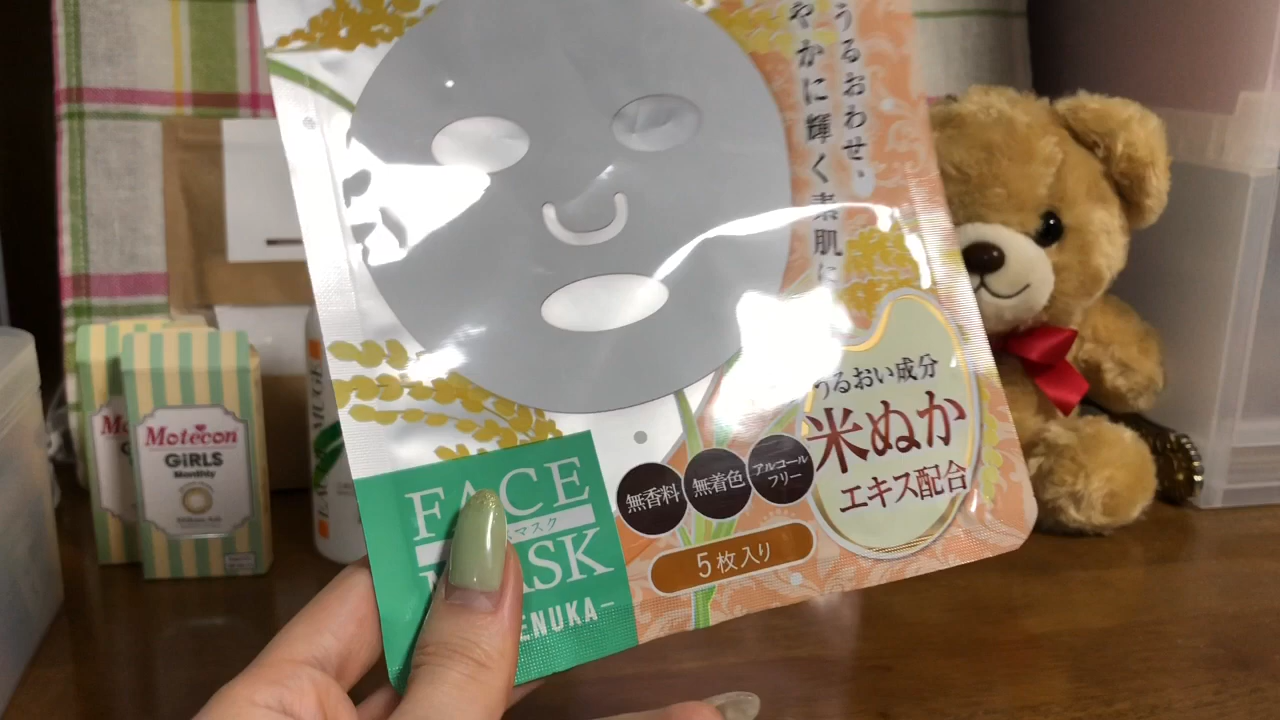 うるおわせ、
やかに輝く素肌に
うるおい成分
米ぬか
エキス配合
無香料
無着色
アルコール
フリー
5枚入り
FACE
マスク
MASK
ENUKA-
Motecon
GiRLS
Monthly